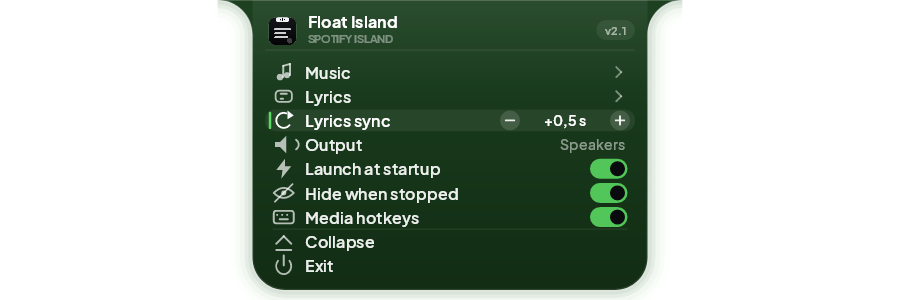 Float Island
SPOTIFY ISLAND
v2.1
Music
Lyrics
Lyrics sync
+0,5 s
Output
Speakers
Launch at startup
Hide when stopped
Media hotkeys
Collapse
Exit